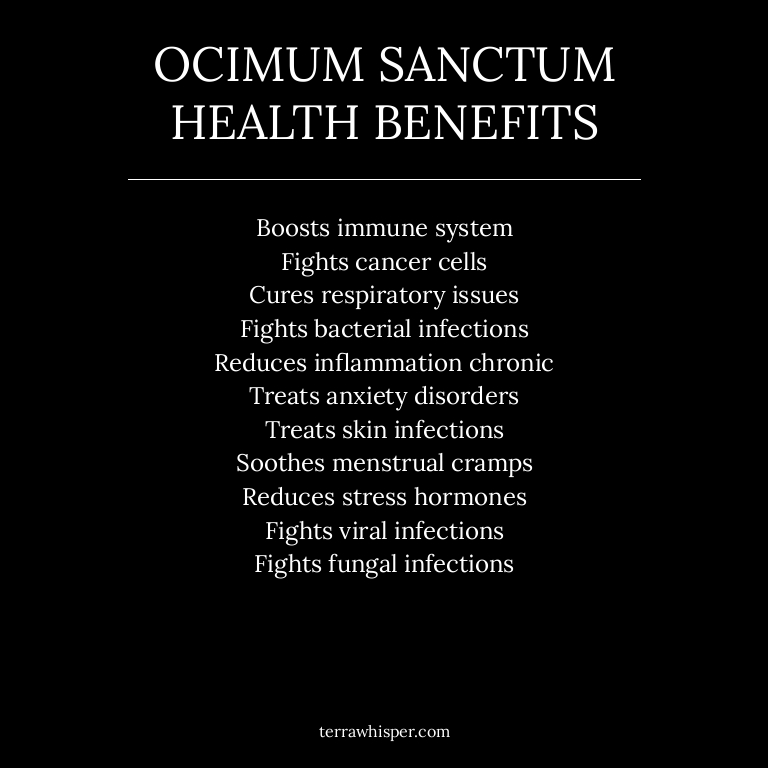 OCIMUM SANCTUM
HEALTH BENEFITS
Boosts immune system
Fights cancer cells
Cures respiratory issues
Fights bacterial infections
Reduces inflammation chronic
Treats anxiety disorders
Treats skin infections
Soothes menstrual cramps
Reduces stress hormones
Fights viral infections
Fights fungal infections
terrawhisper.com